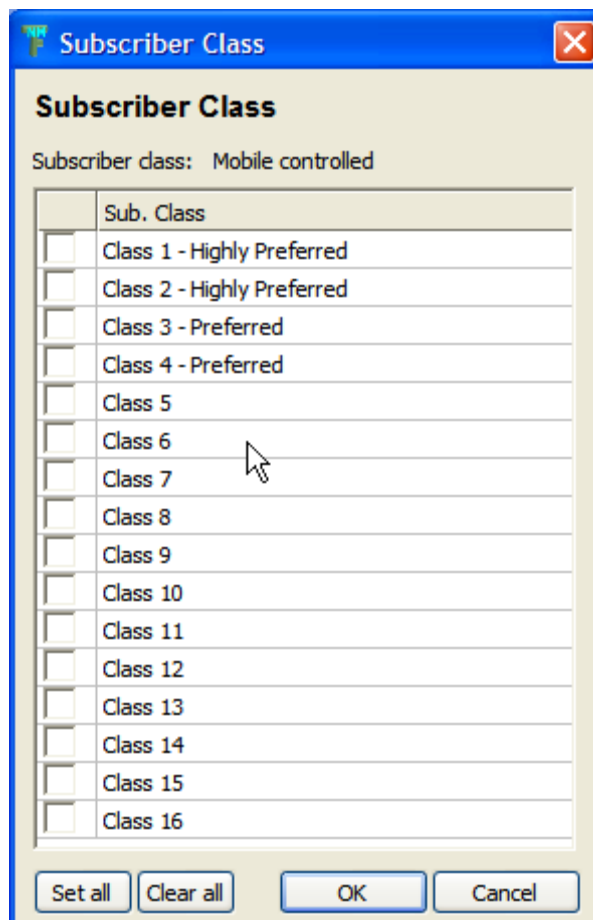 Subscriber Class
Subscriber Class
Subscriber class: Mobile controlled
Sub. Class
Class 1 - Highly Preferred
Class 2 - Highly Preferred
Class 3 - Preferred
Class 4 - Preferred
Class 5
Class 6
Class 7
Class 8
Class 9
Class 10
Class 11
Class 12
Class 13
Class 14
Class 15
Class 16
Set all Clear all OK Cancel